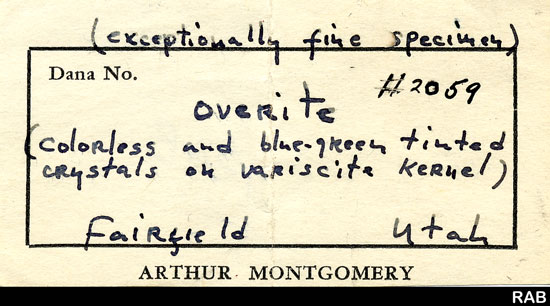 (exceptionally fine specimen)
Dana No.
#2059
Overite
(colorless and blue-green tinted
crystals on variscite kernel)
Fairfield Utah
ARTHUR MONTGOMERY
RAB